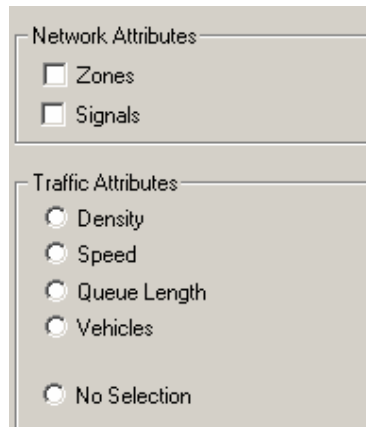 Network Attributes
Zones
Signals
Traffic Attributes
Density
Speed
Queue Length
Vehicles
No Selection